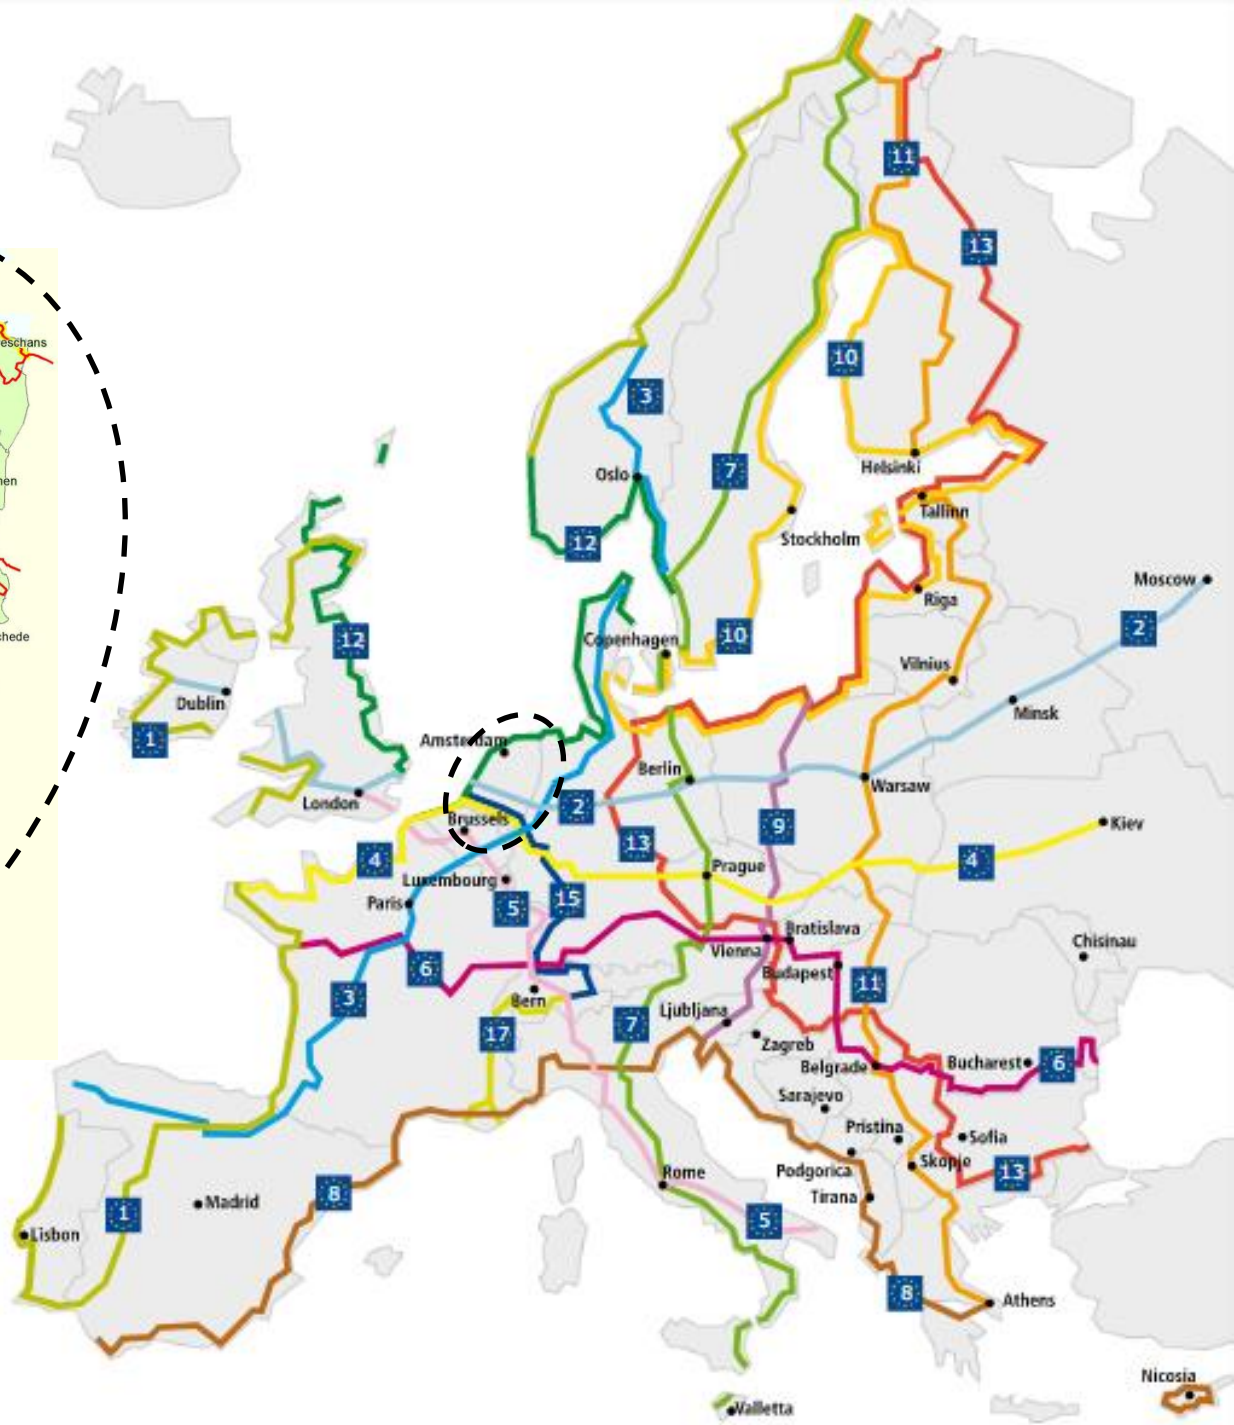 11
13
eschans
10
3
Oslo
7
Helsinki
Tallinn
12
Stockholm
Moscow
Riga
2
12
Copenhagen
10
Vilnius
Dublin
Minsk
1
Amsterdam
Berlin
Warsaw
London
2
Brussels
9
Kiev
13
4
4
Prague
Luxembourg
15
Paris
5
Bratislava
Vienna
Chisinau
6
Budapest
11
Bern
3
Ljubljana
7
17
Zagreb
Belgrade
Bucharest
6
Sarajevo
Pristina
Sofia
Skopje
Rome
Podgorica
13
8
Tirana
Madrid
1
5
Lisbon
8
Athens
Nicosia
Valletta
nen
chede